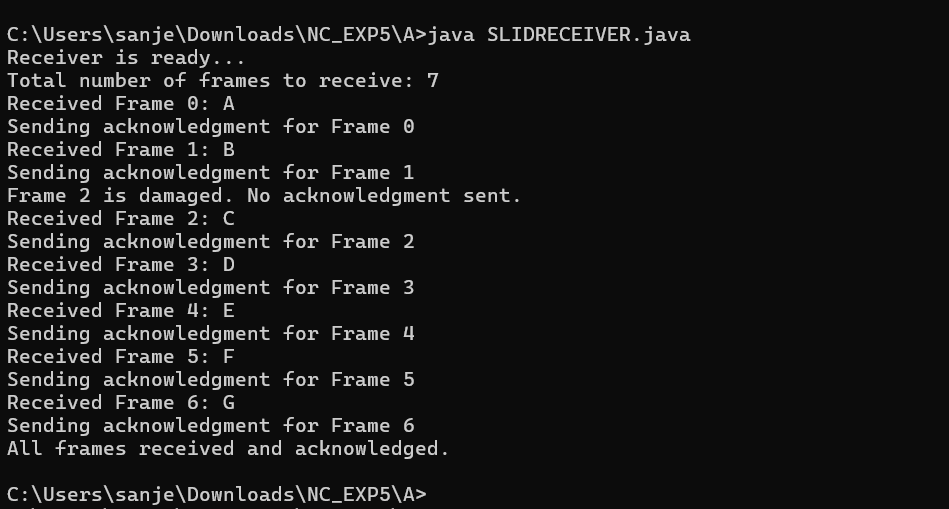 C:\Users\sanje\Downloads\NC_EXP5\A>java SLIDRECEIVER.java
Receiver is ready...
Total number of frames to receive: 7
Received Frame 0: A
Sending acknowledgment for Frame 0
Received Frame 1: B
Sending acknowledgment for Frame 1
Frame 2 is damaged. No acknowledgment sent.
Received Frame 2: C
Sending acknowledgment for Frame 2
Received Frame 3: D
Sending acknowledgment for Frame 3
Received Frame 4: E
Sending acknowledgment for Frame 4
Received Frame 5: F
Sending acknowledgment for Frame 5
Received Frame 6: G
Sending acknowledgment for Frame 6
All frames received and acknowledged.
C:\Users\sanje\Downloads\NC_EXP5\A>